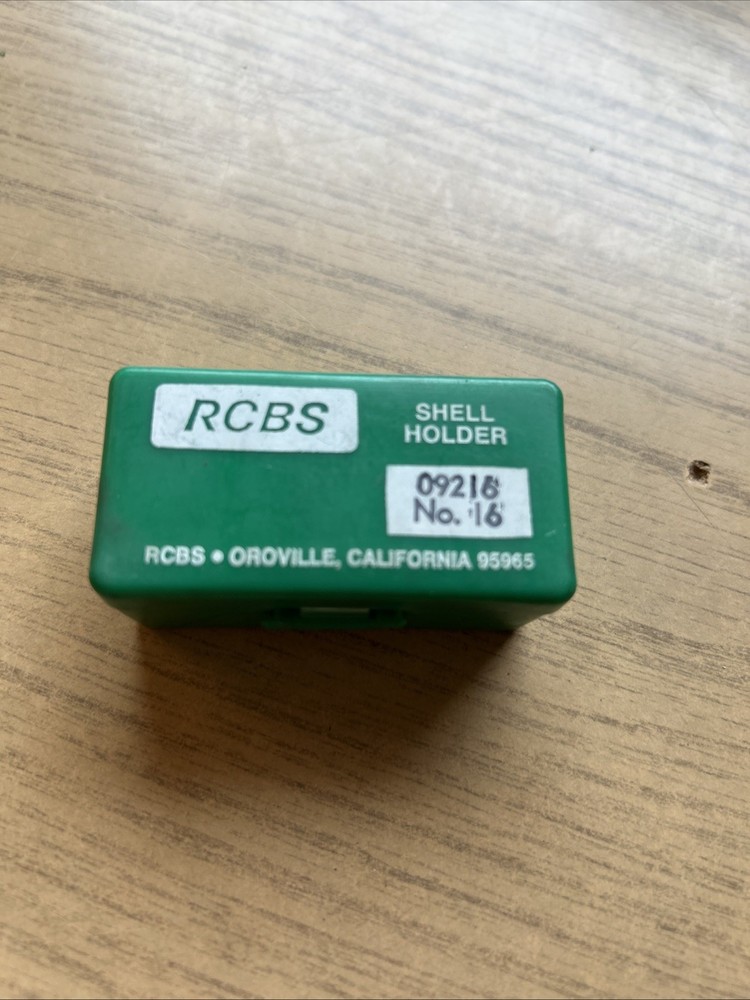 RCBS
SHELL
HOLDER
09216
No. 16
RCBS • OROVILLE, CALIFORNIA 95965